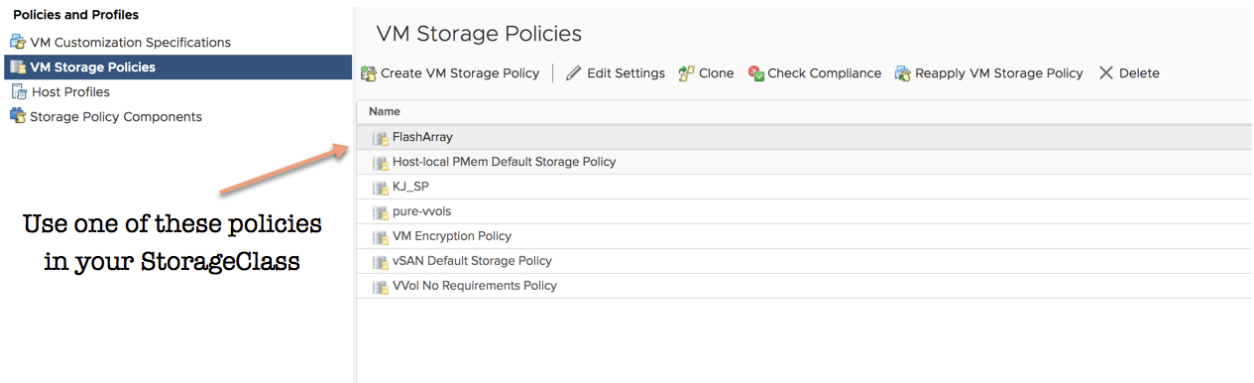 Policies and Profiles
VM Customization Specifications
VM Storage Policies
Host Profiles
Storage Policy Components
Use one of these policies
in your StorageClass
VM Storage Policies
Create VM Storage Policy Edit Settings Clone Check Compliance Reapply VM Storage Policy Delete
Name
FlashArray
Host-local PMem Default Storage Policy
KJ_SP
pure-vvols
VM Encryption Policy
vSAN Default Storage Policy
VVol No Requirements Policy